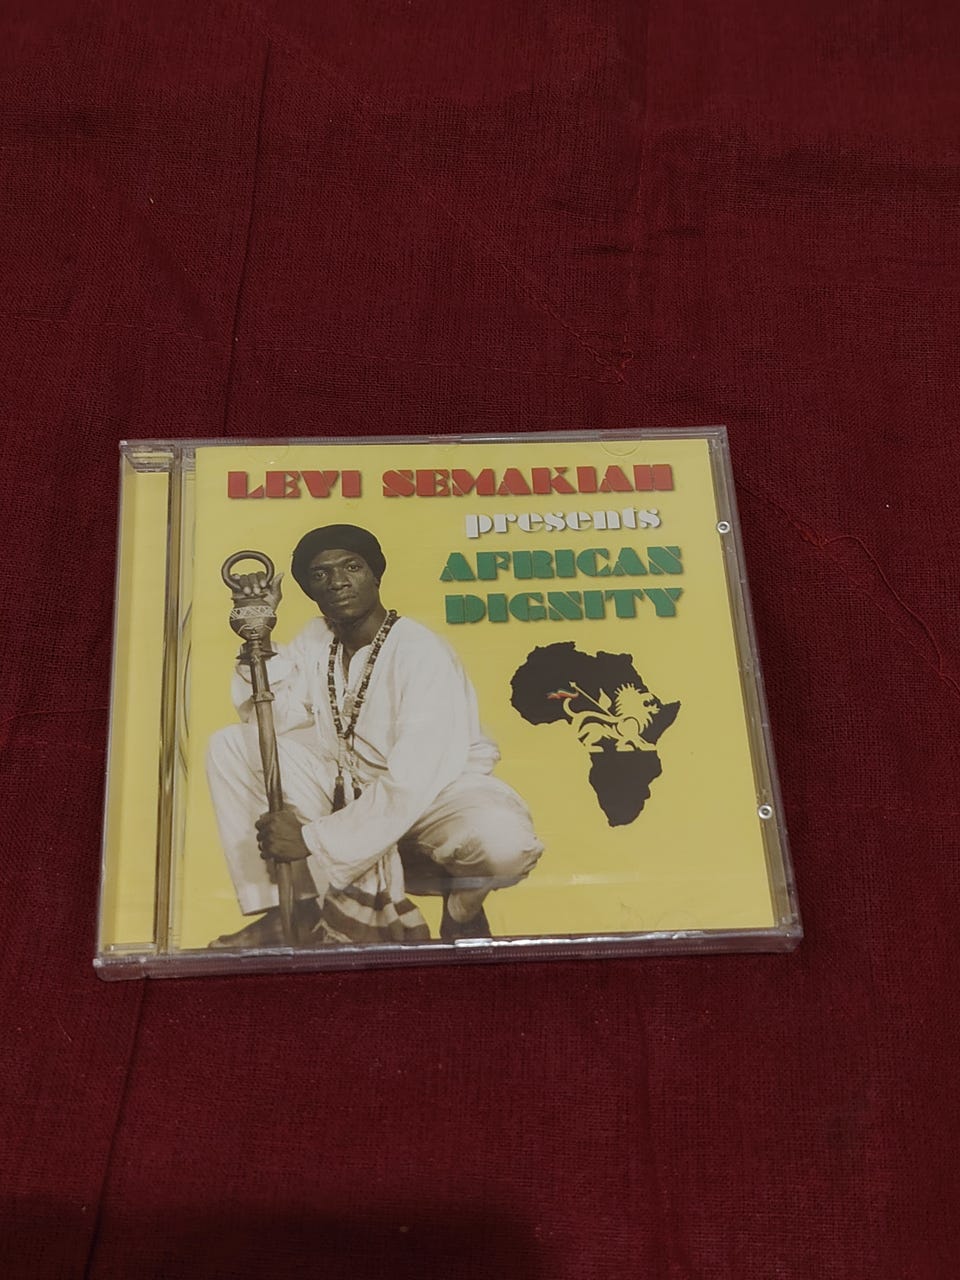 LEVI SEMAKIAH
presents
AFRICAN
DIGNITY